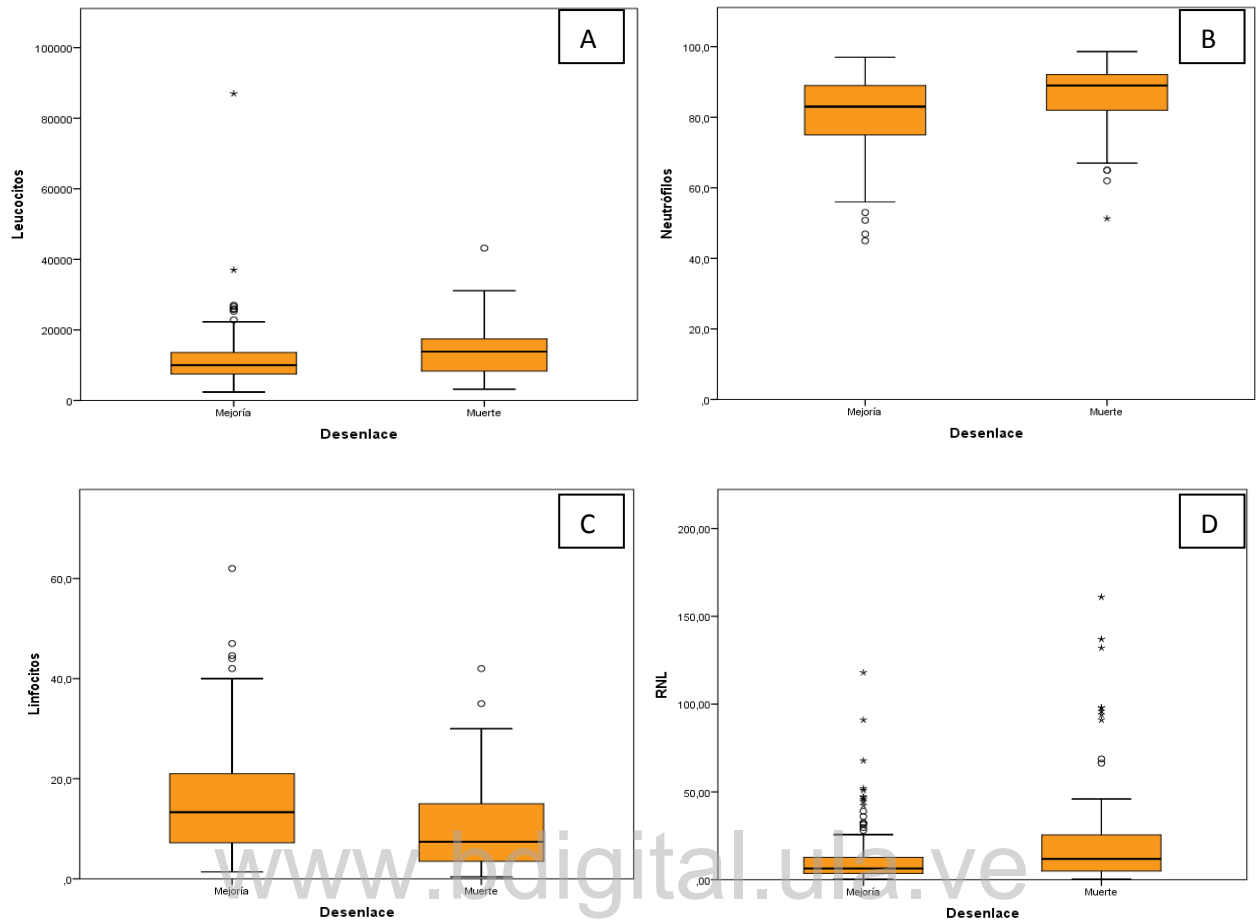 A
100000
80000
60000
40000
20000
0
Leucocitos
Mejoría Muerte
Desenlace
B
100,0
80,0
60,0
40,0
20,0
,0
Neutrófilos
Mejoría Muerte
Desenlace
C
60,0
40,0
20,0
,0
Linfocitos
Mejoría Muerte
Desenlace
D
200,00
150,00
100,00
50,00
,00
RNL
Mejoría Muerte
Desenlace
www.bdigital.ula.ve